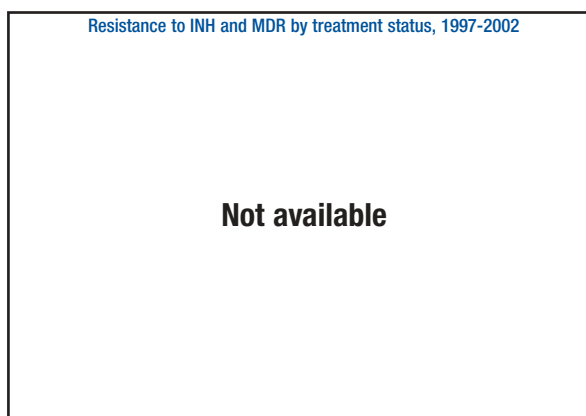 Resistance to INH and MDR by treatment status, 1997-2002
Not available